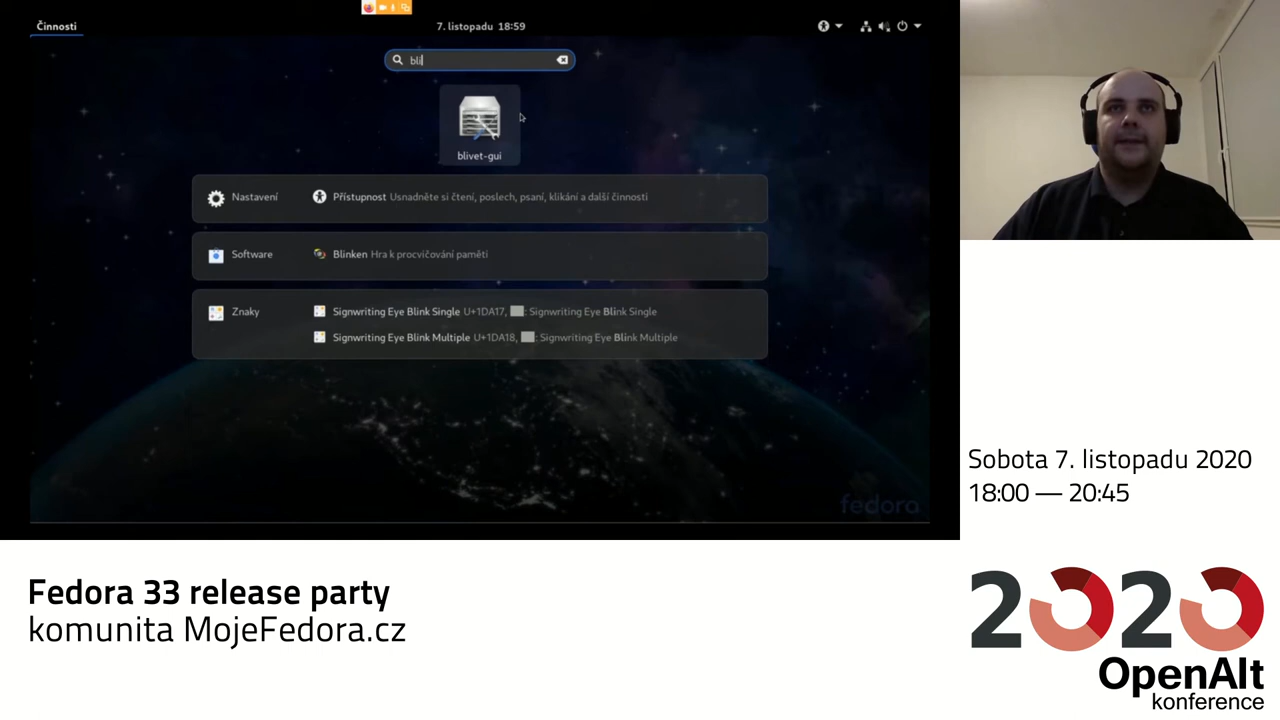 Činnosti
7. listopadu 18:59
bli
blivet-gui
Nastavení
Přístupnost Usnadněte si čtení, poslech, psaní, klikání a další činnosti
Software
Blinken Hra k procvičování paměti
Znaky
Signwriting Eye Blink Single U+1DA17, : Signwriting Eye Blink Single
Signwriting Eye Blink Multiple U+1DA18, : Signwriting Eye Blink Multiple
fedora
Sobota 7. listopadu 2020
18:00 — 20:45
Fedora 33 release party
komunita MojeFedora.cz
2020
OpenAlt
konference